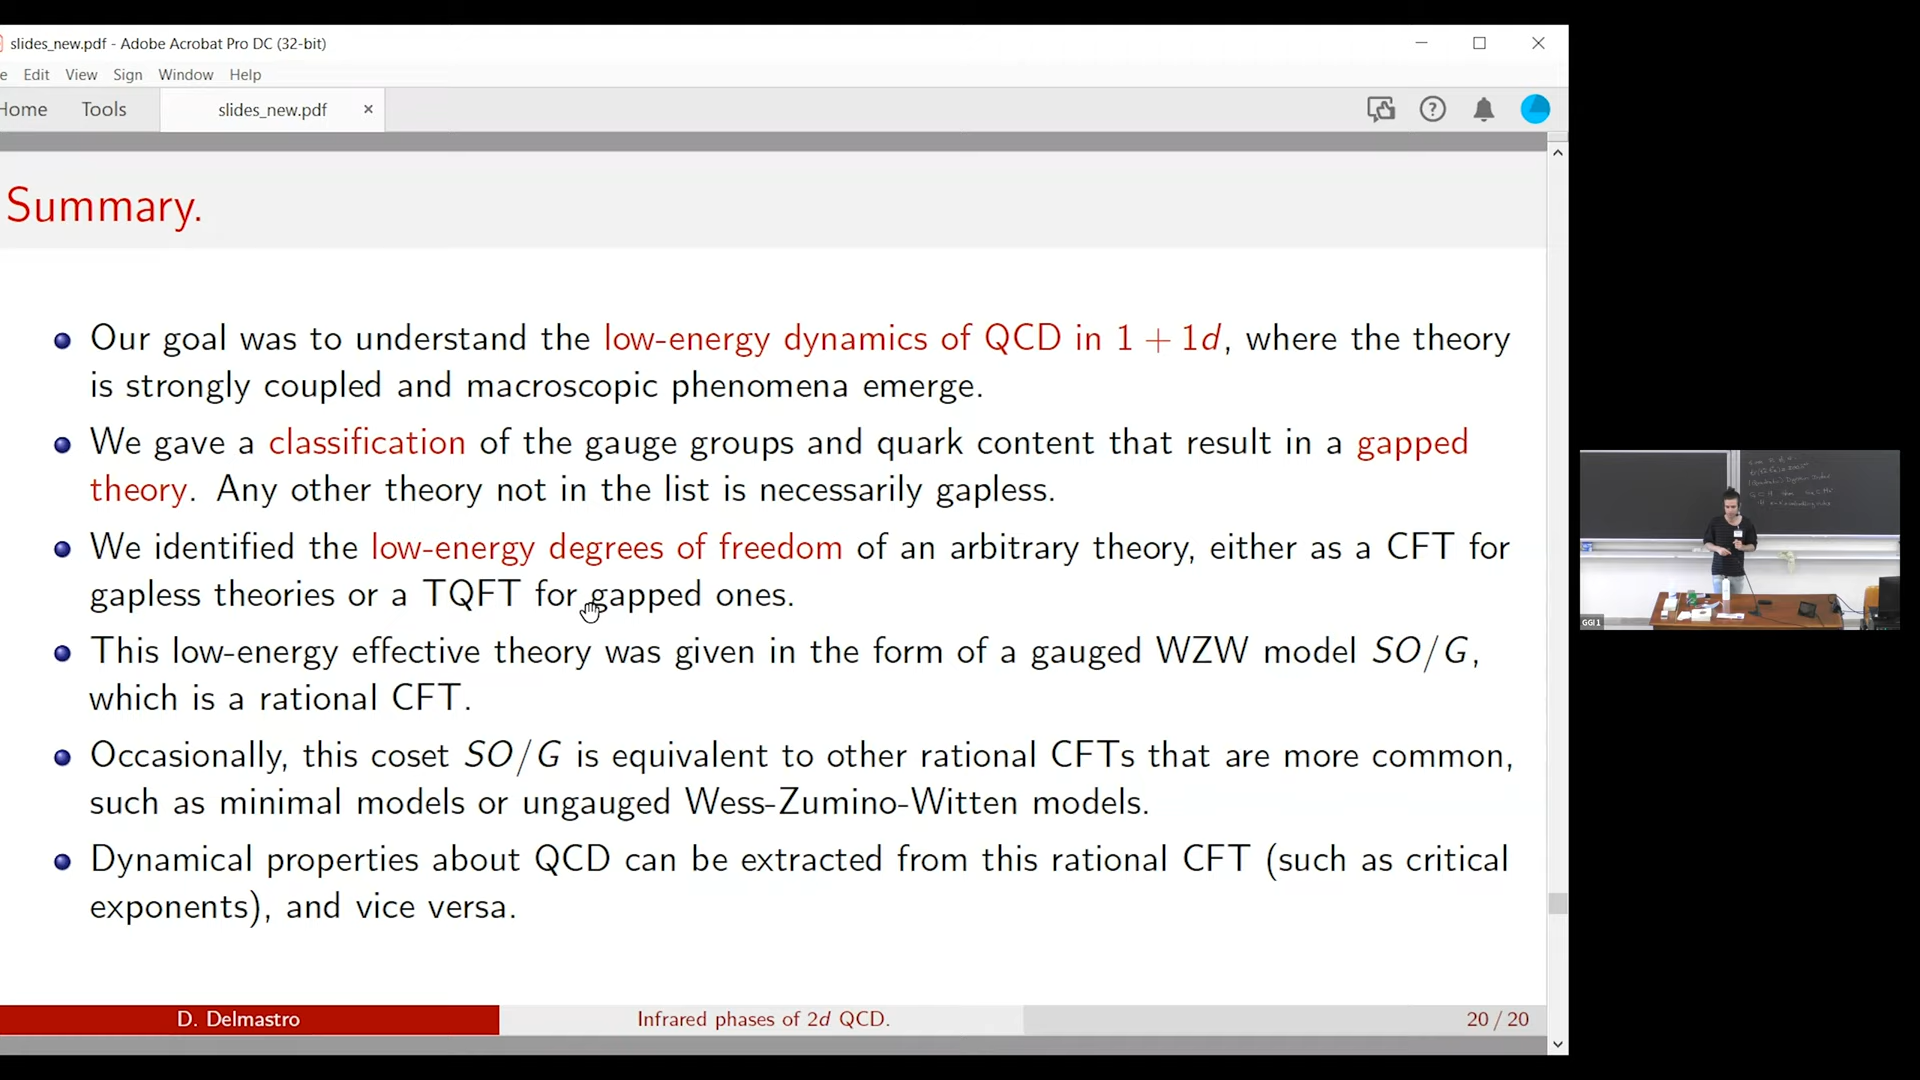 slides_new.pdf - Adobe Acrobat Pro DC (32-bit)
e Edit View Sign Window Help
Home Tools slides_new.pdf
Summary.
Our goal was to understand the low-energy dynamics of QCD in 1 + 1d, where the theory
is strongly coupled and macroscopic phenomena emerge.
We gave a classification of the gauge groups and quark content that result in a gapped
theory. Any other theory not in the list is necessarily gapless.
We identified the low-energy degrees of freedom of an arbitrary theory, either as a CFT for
gapless theories or a TQFT for gapped ones.
This low-energy effective theory was given in the form of a gauged WZW model SO/G,
which is a rational CFT.
Occasionally, this coset SO/G is equivalent to other rational CFTs that are more common,
such as minimal models or ungauged Wess-Zumino-Witten models.
Dynamical properties about QCD can be extracted from this rational CFT (such as critical
exponents), and vice versa.
D. Delmastro Infrared phases of 2d QCD. 20 / 20
GGI 1